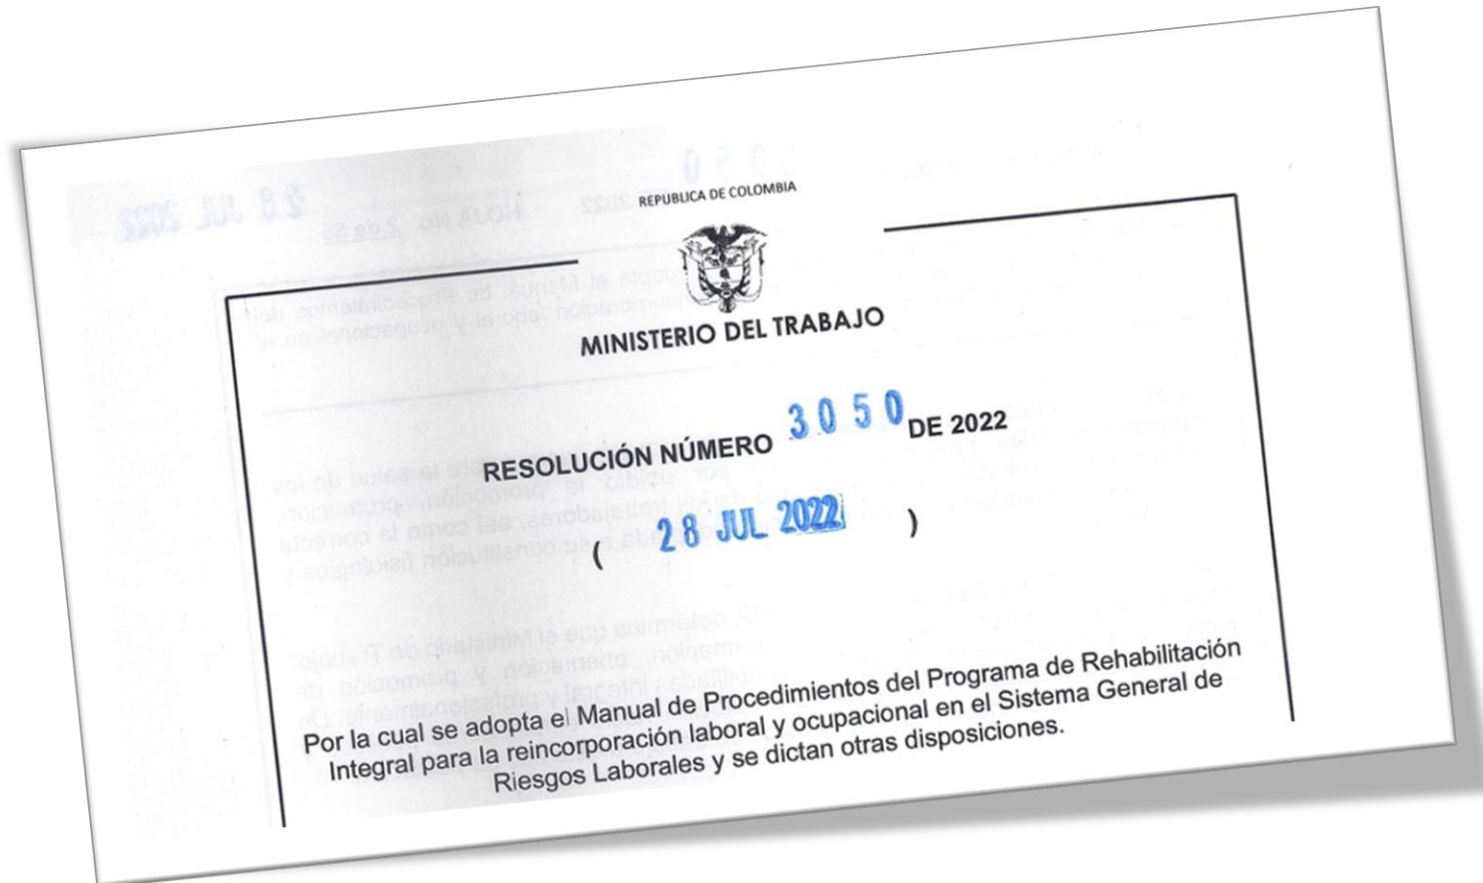 REPUBLICA DE COLOMBIA
MINISTERIO DEL TRABAJO
RESOLUCIÓN NÚMERO 3050 DE 2022
( 28 JUL 2022 )
Por la cual se adopta el Manual de Procedimientos del Programa de Rehabilitación
Integral para la reincorporación laboral y ocupacional en el Sistema General de
Riesgos Laborales y se dictan otras disposiciones.